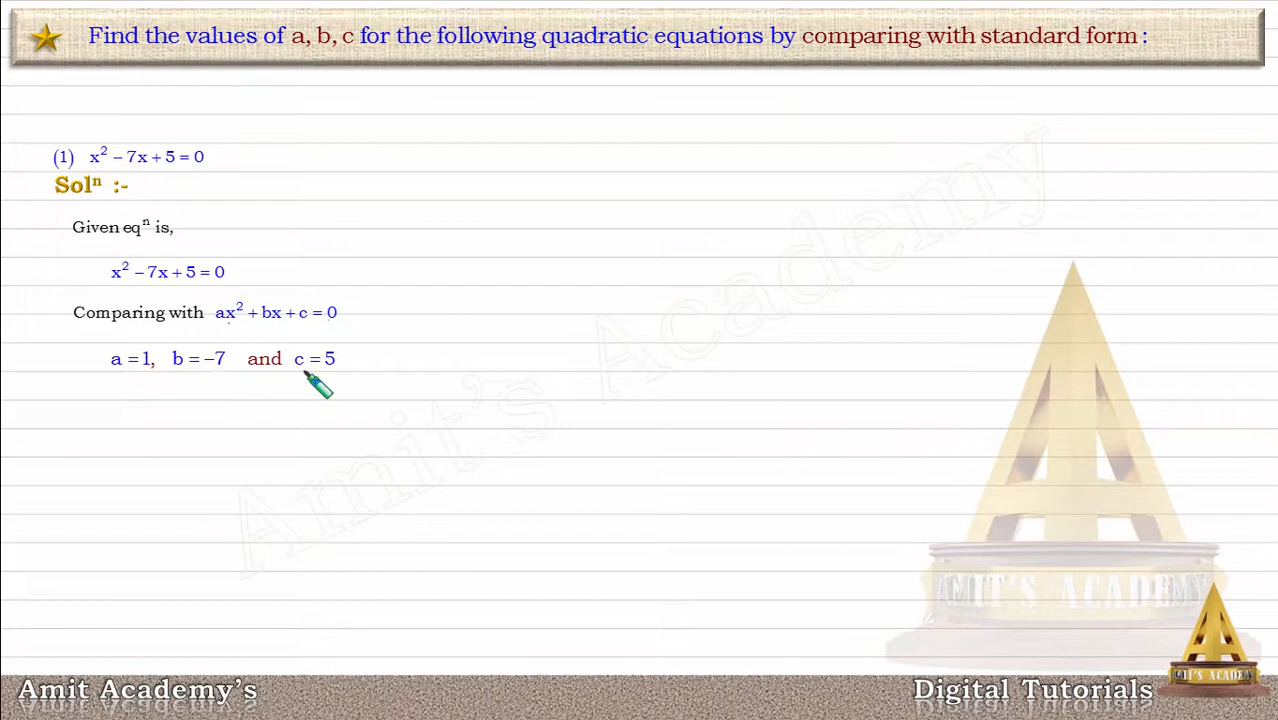 Find the values of a, b, c for the following quadratic equations by comparing with standard form :
(1) x² − 7x + 5 = 0
Solⁿ :-
Given eqⁿ is,
x² − 7x + 5 = 0
Comparing with ax² + bx + c = 0
a = 1, b = −7 and c = 5
Amit's Academy
AMIT'S ACADEMY
Amit Academy's
Digital Tutorials